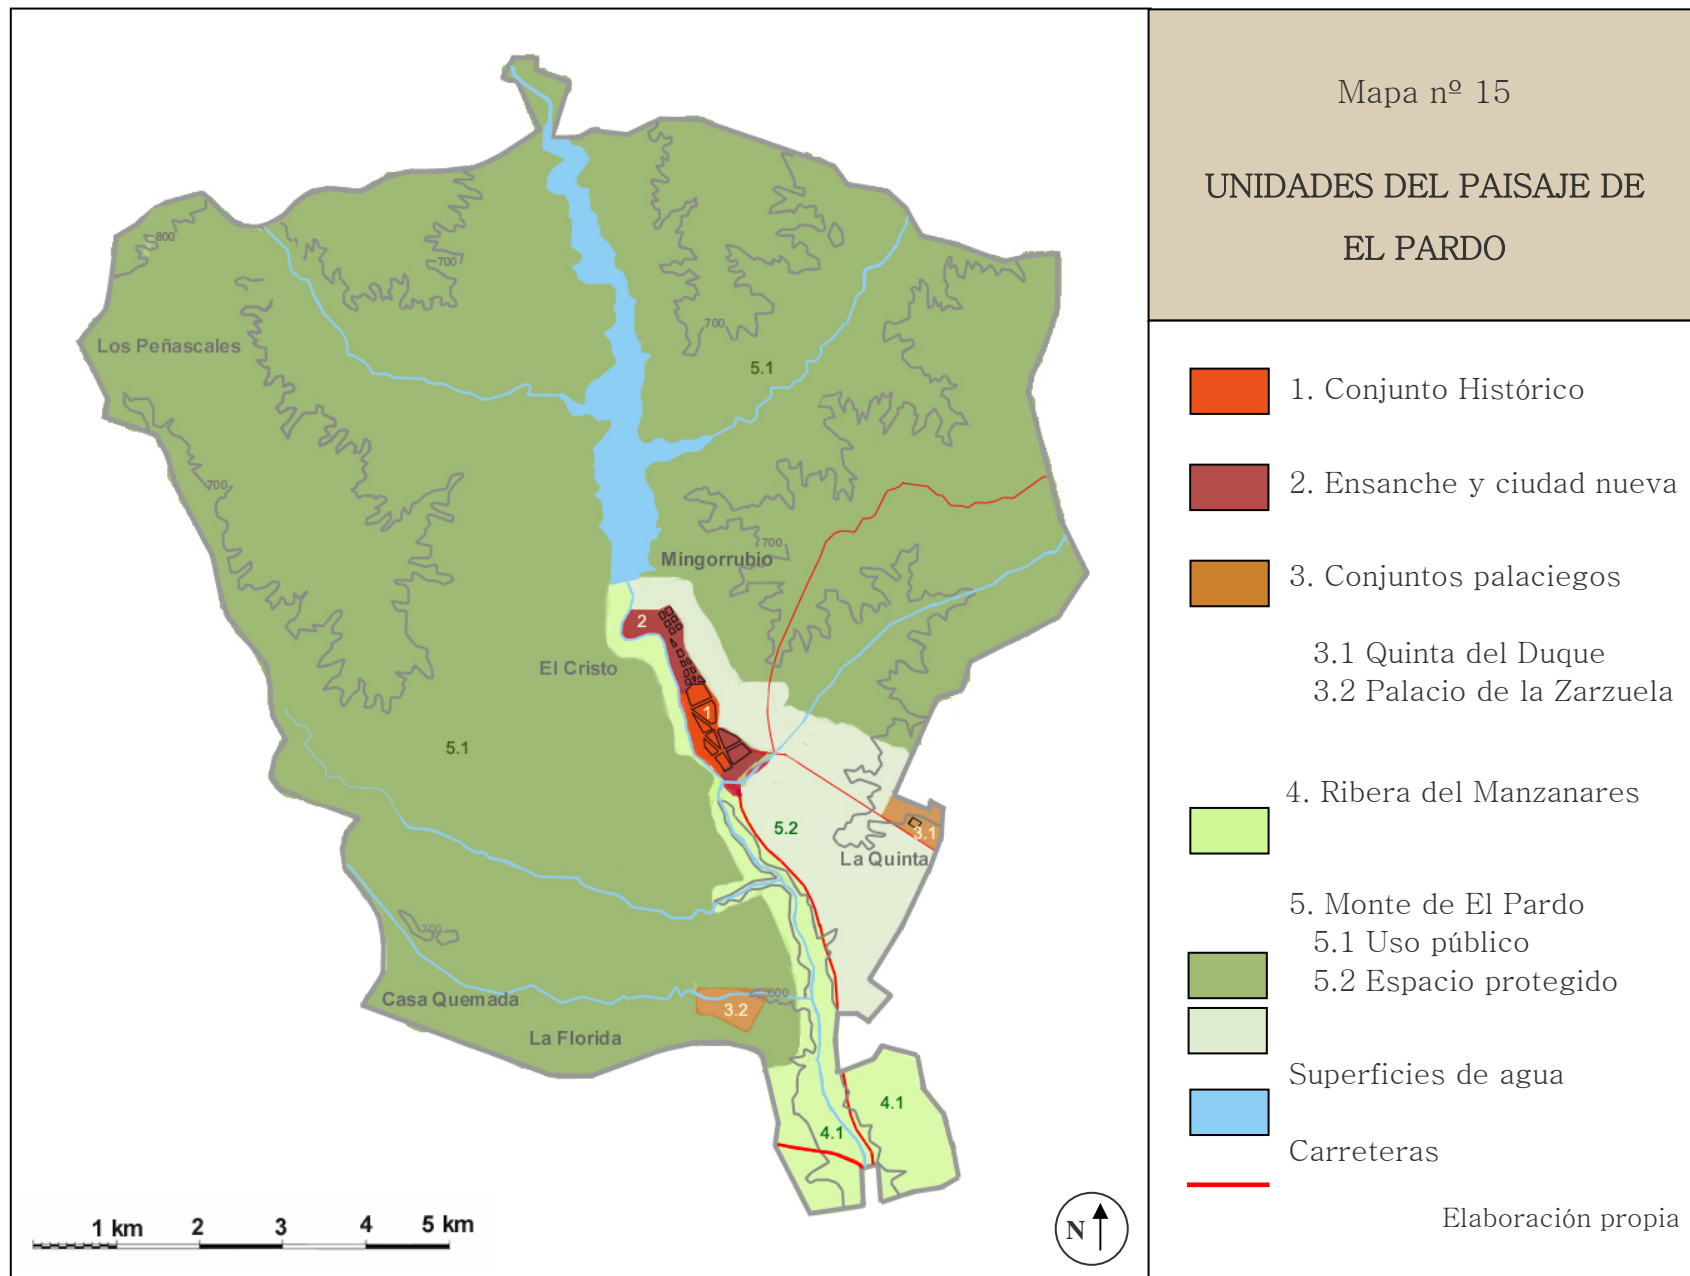 Mapa nº 15
UNIDADES DEL PAISAJE DE
EL PARDO
1. Conjunto Histórico
2. Ensanche y ciudad nueva
3. Conjuntos palaciegos
3.1 Quinta del Duque
3.2 Palacio de la Zarzuela
4. Ribera del Manzanares
5. Monte de El Pardo
5.1 Uso público
5.2 Espacio protegido
Superficies de agua
Carreteras
Elaboración propia
800
700
700
Los Peñascales
5.1
700
700
Mingorrubio
2
El Cristo
1
5.1
5.2
3.1
La Quinta
700
Casa Quemada
600
3.2
La Florida
4.1
4.1
1 km 2 3 4 5 km
N